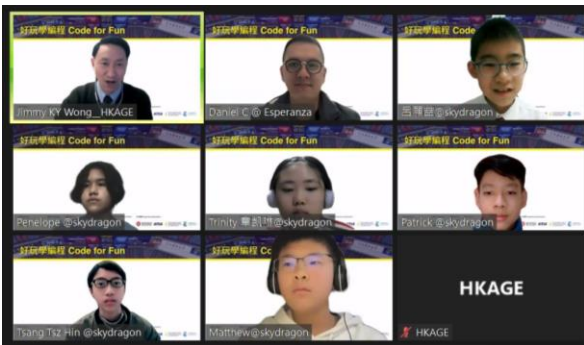 好玩學編程 Code for Fun
Jimmy KY Wong_HKAGE
好玩學編程 Code for Fun
Daniel C @ Esperanza
好玩學編程 Code
@skydragon
好玩學編程 Code for Fun
Penelope @skydragon
好玩學編程 Code for Fun
Trinity @skydragon
好玩學編程 Code for Fun
Patrick @skydragon
好玩學編程 Code for Fun
Tsang Tsz Hin @skydragon
好玩學編程 Co
Matthew@skydragon
HKAGE
HKAGE